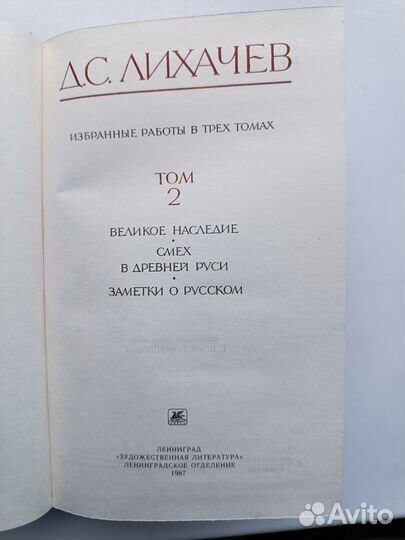 Д.С. ЛИХАЧЕВ
ИЗБРАННЫЕ РАБОТЫ В ТРЕХ ТОМАХ
ТОМ
2
ВЕЛИКОЕ НАСЛЕДИЕ
•
СМЕХ
В ДРЕВНЕЙ РУСИ
•
ЗАМЕТКИ О РУССКОМ
ЛЕНИНГРАД
«ХУДОЖЕСТВЕННАЯ ЛИТЕРАТУРА»
ЛЕНИНГРАДСКОЕ ОТДЕЛЕНИЕ
1987
Avito